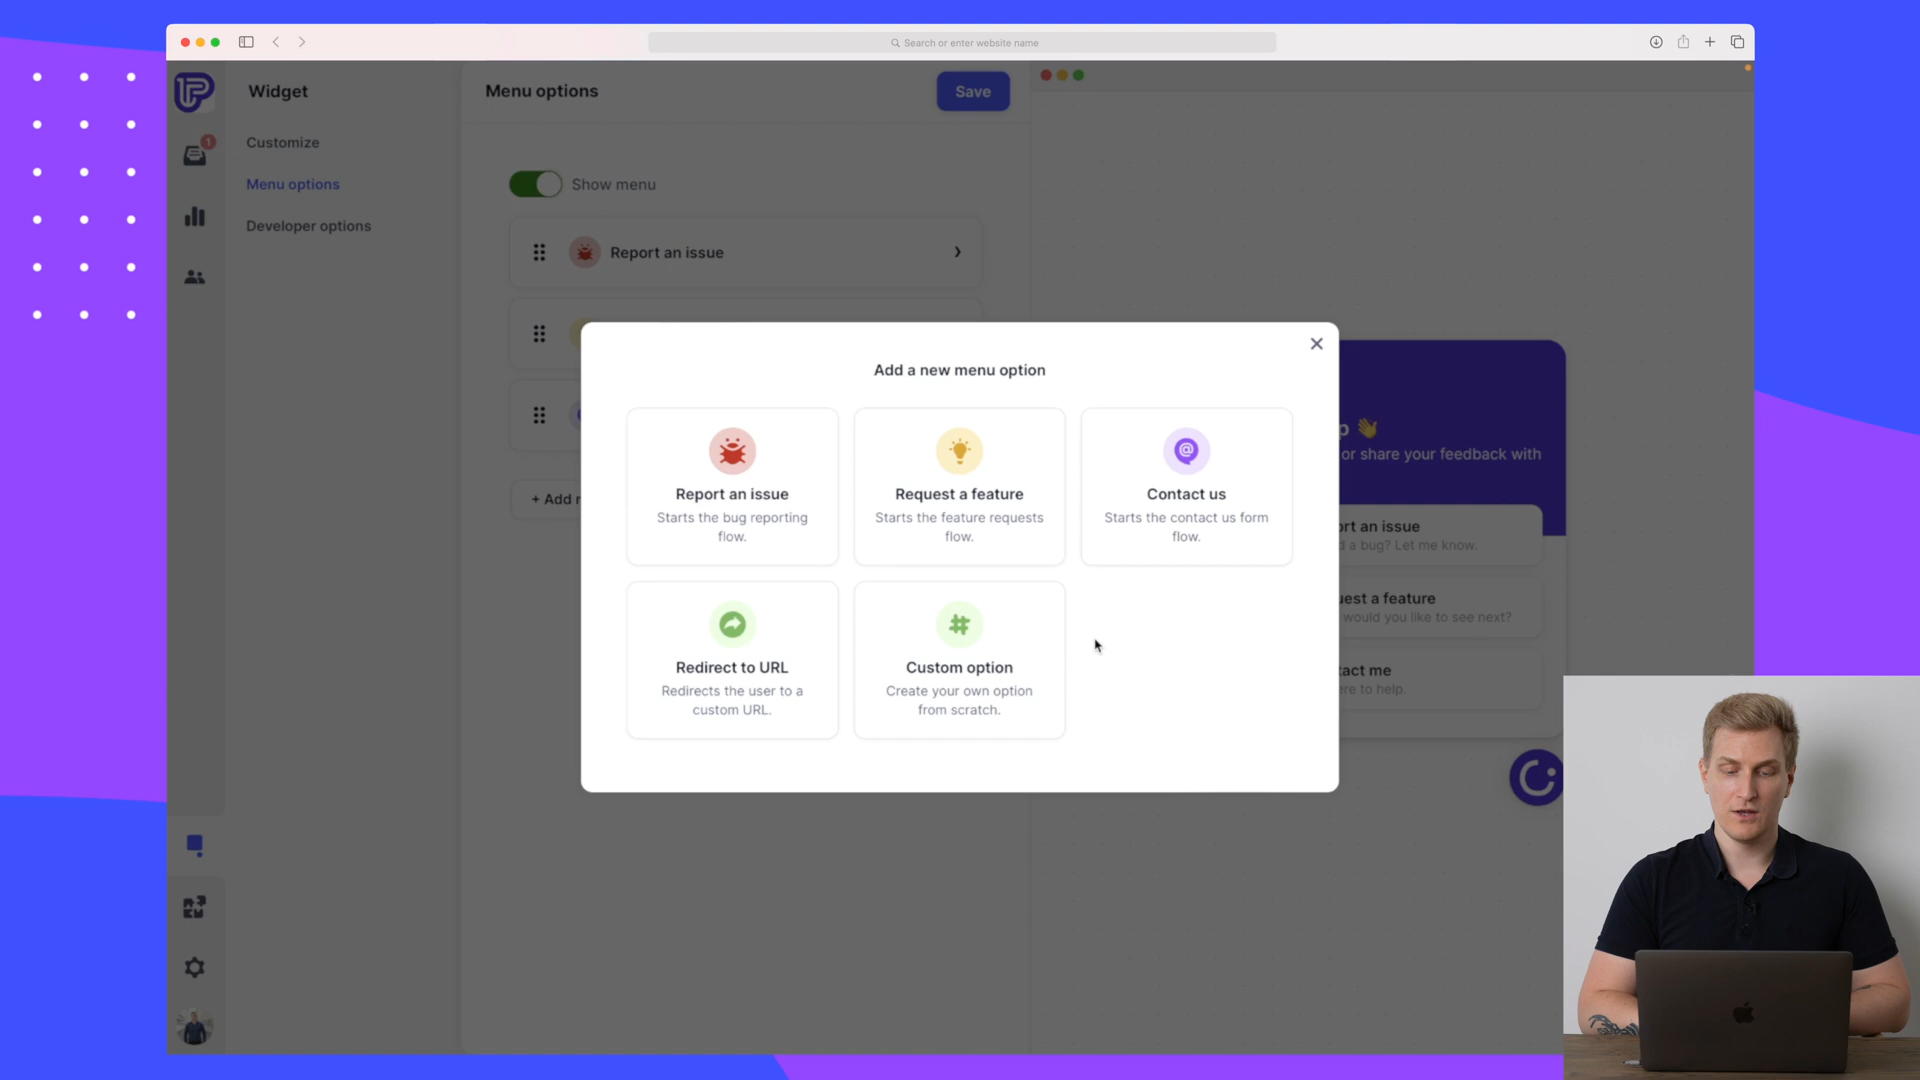 Search or enter website name
Widget
Menu options
Save
Customize
1
Menu options
Show menu
Developer options
Report an issue
Add a new menu option
or share your feedback with
Report an issue
Request a feature
Contact us
Starts the bug reporting
flow.
Starts the feature requests
flow.
Starts the contact us form
flow.
+ Add
an issue
a bug? Let me know.
a feature
would you like to see next?
Redirect to URL
Custom option
Redirects the user to a
custom URL.
Create your own option
from scratch.
me
to help.